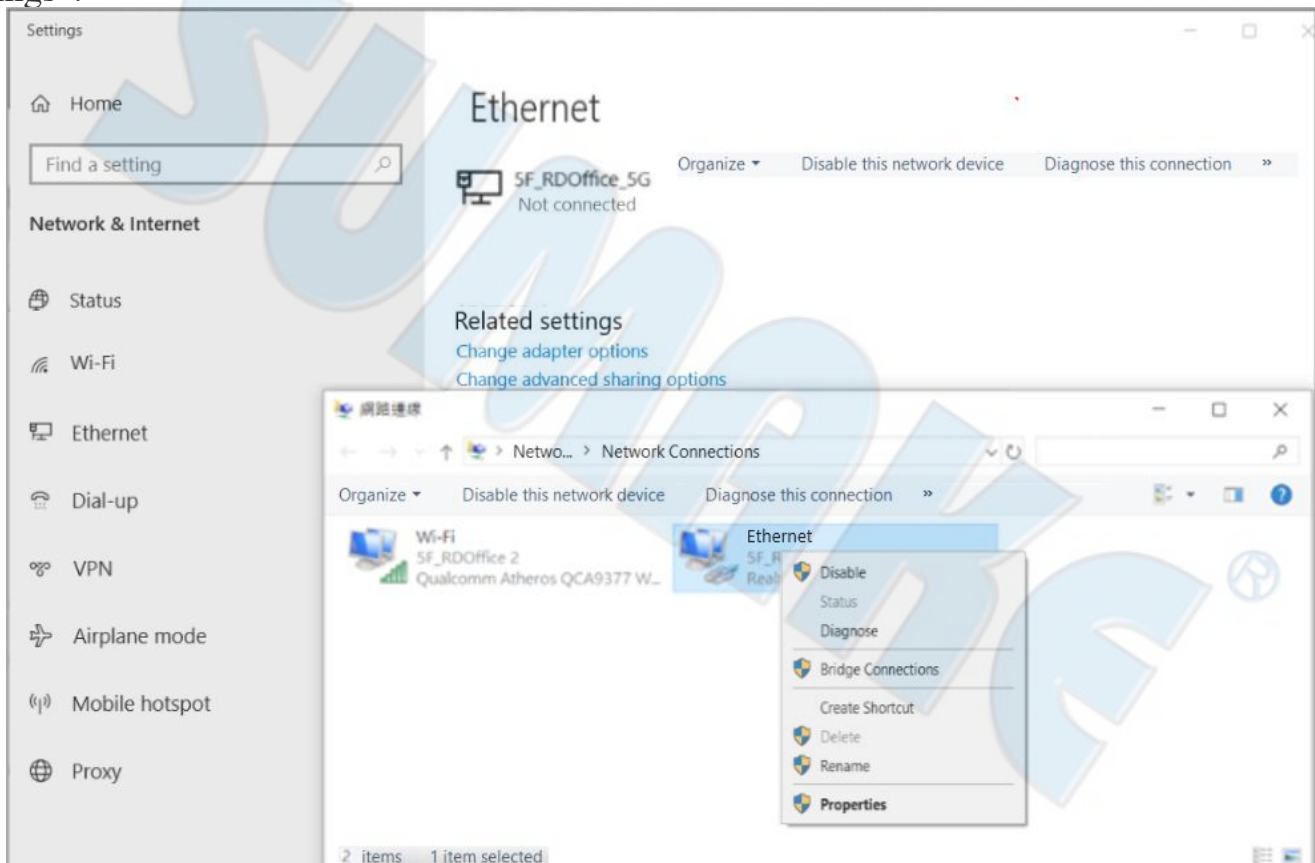 Settings
Home
Find a setting
Network & Internet
Status
Wi-Fi
Ethernet
Dial-up
VPN
Airplane mode
Mobile hotspot
Proxy
Ethernet
5F_RDOffice_5G
Not connected
Organize Disable this network device Diagnose this connection »
Related settings
Change adapter options
Change advanced sharing options
網路連線
Netwo... > Network Connections
Organize Disable this network device Diagnose this connection »
Wi-Fi
5F_RDOffice 2
Qualcomm Atheros QCA9377 W...
Ethernet
Disable
Status
Diagnose
Bridge Connections
Create Shortcut
Delete
Rename
Properties
2 items 1 item selected
SUMAKE